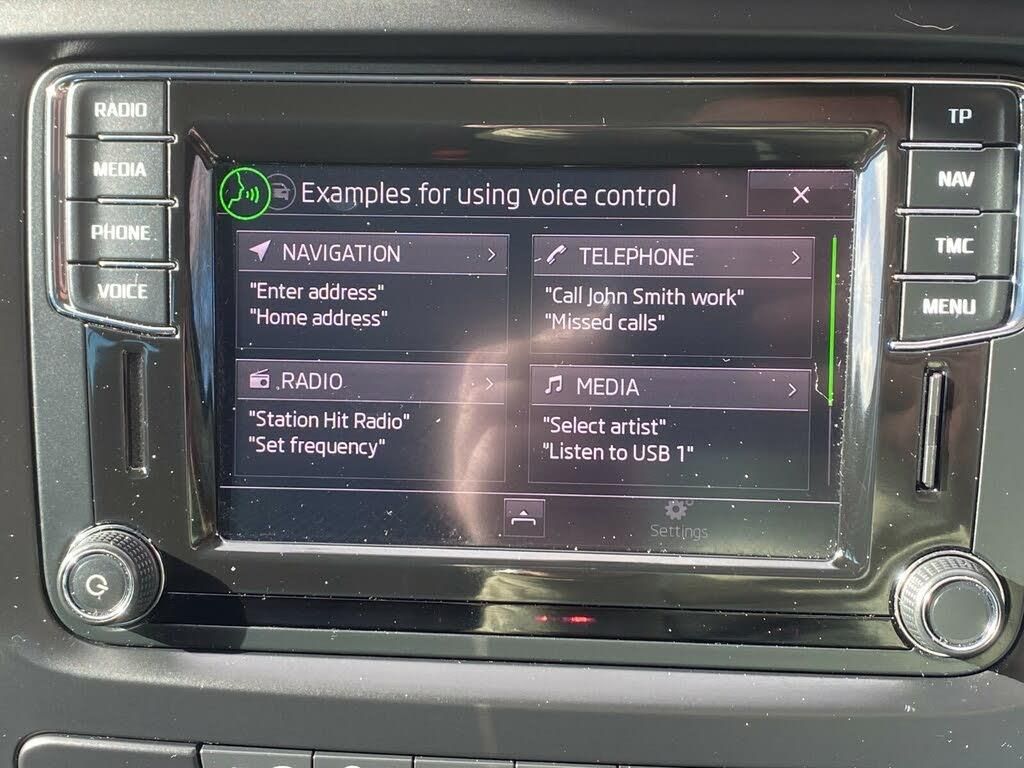 RADIO
MEDIA
PHONE
VOICE
Examples for using voice control
NAVIGATION
"Enter address"
"Home address"
TELEPHONE
"Call John Smith work"
"Missed calls"
RADIO
"Station Hit Radio"
"Set frequency"
MEDIA
"Select artist"
"Listen to USB 1"
Settings
TP
NAV
TMC
MENU